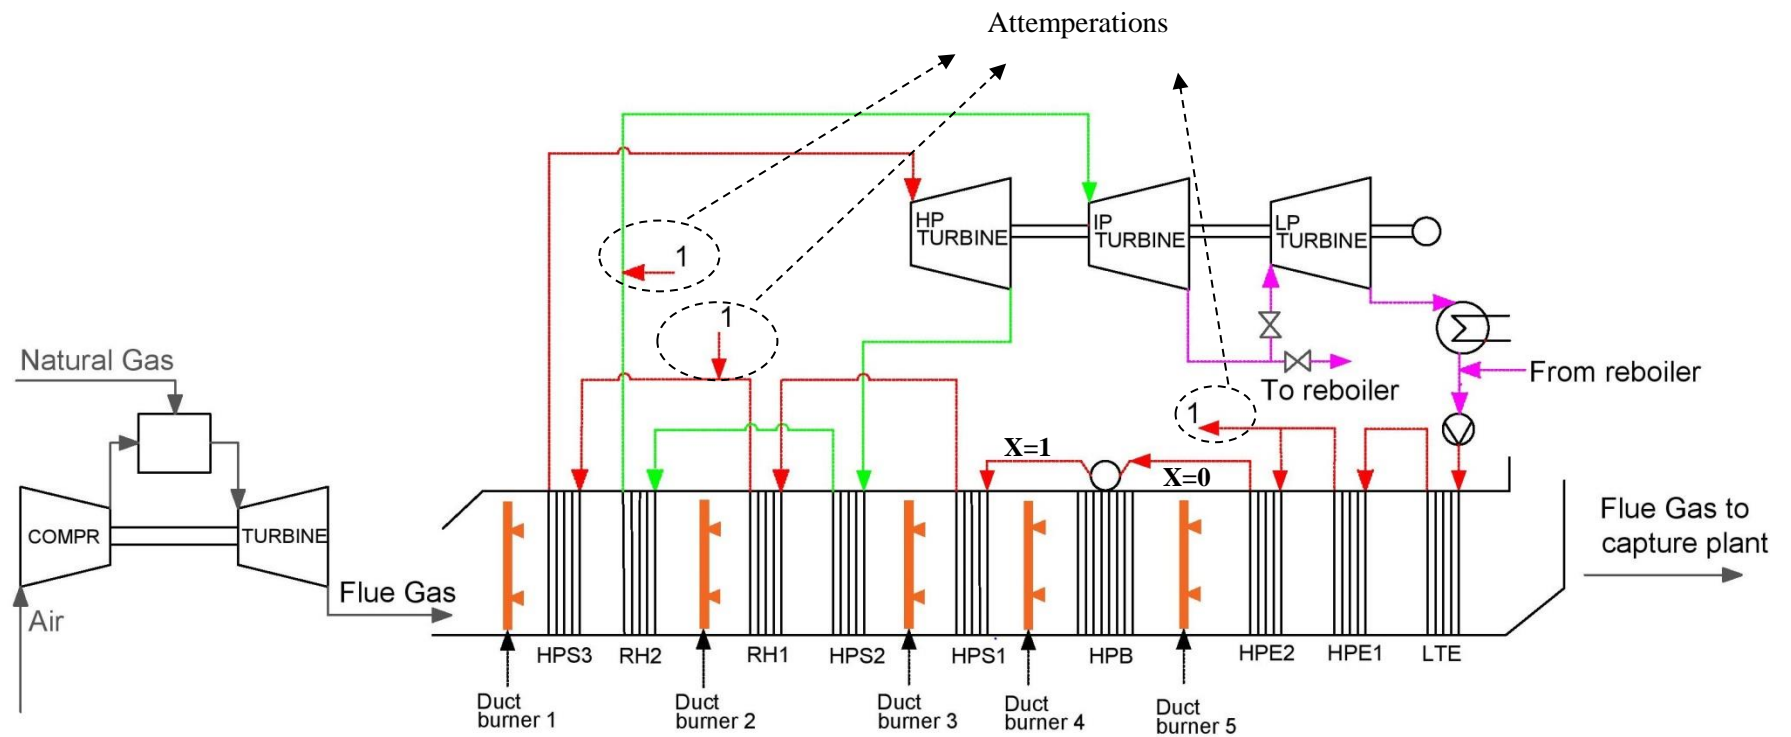 Attemperations
1
HP
TURBINE
IP
TURBINE
LP
TURBINE
1
Natural Gas
To reboiler
From reboiler
1
X=1
X=0
COMPR
TURBINE
Flue Gas
Air
Flue Gas to
capture plant
HPS3
RH2
RH1
HPS2
HPS1
HPB
HPE2
HPE1
LTE
Duct
burner 1
Duct
burner 2
Duct
burner 3
Duct
burner 4
Duct
burner 5